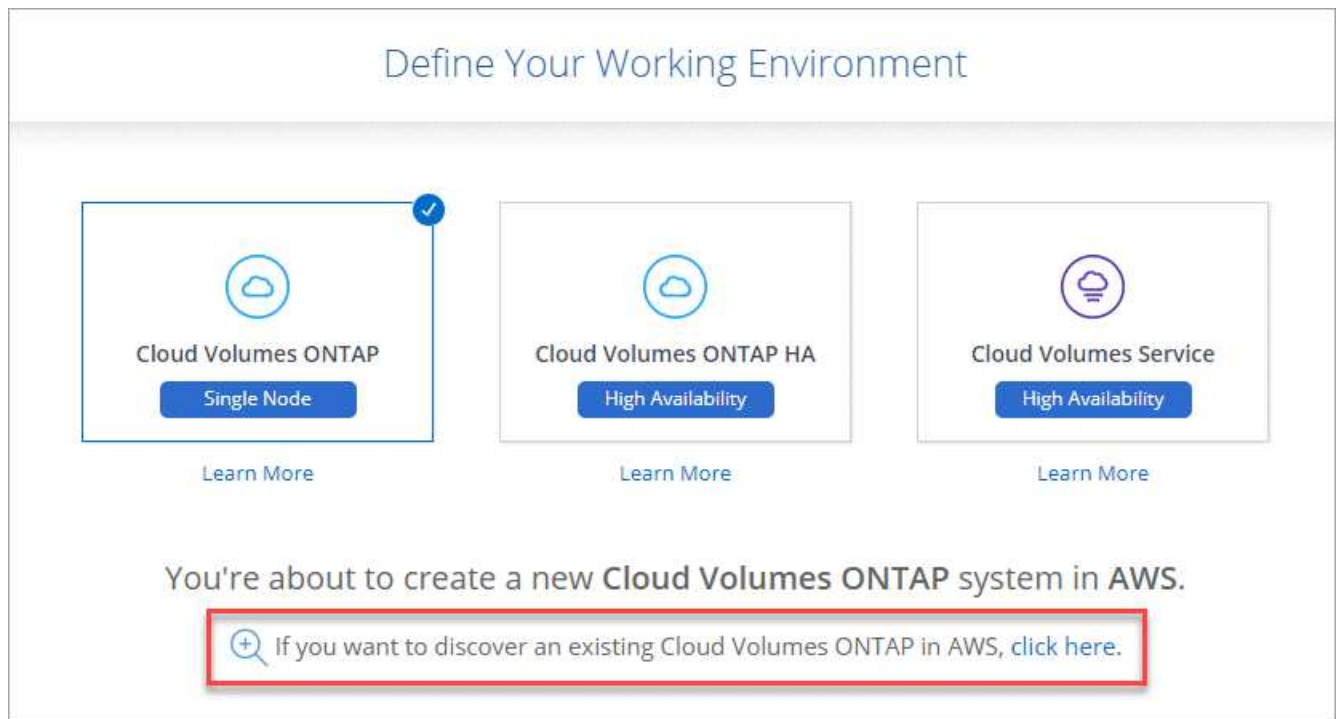 Define Your Working Environment
Cloud Volumes ONTAP
Single Node
Learn More
Cloud Volumes ONTAP HA
High Availability
Learn More
Cloud Volumes Service
High Availability
Learn More
You're about to create a new Cloud Volumes ONTAP system in AWS.
If you want to discover an existing Cloud Volumes ONTAP in AWS, click here.